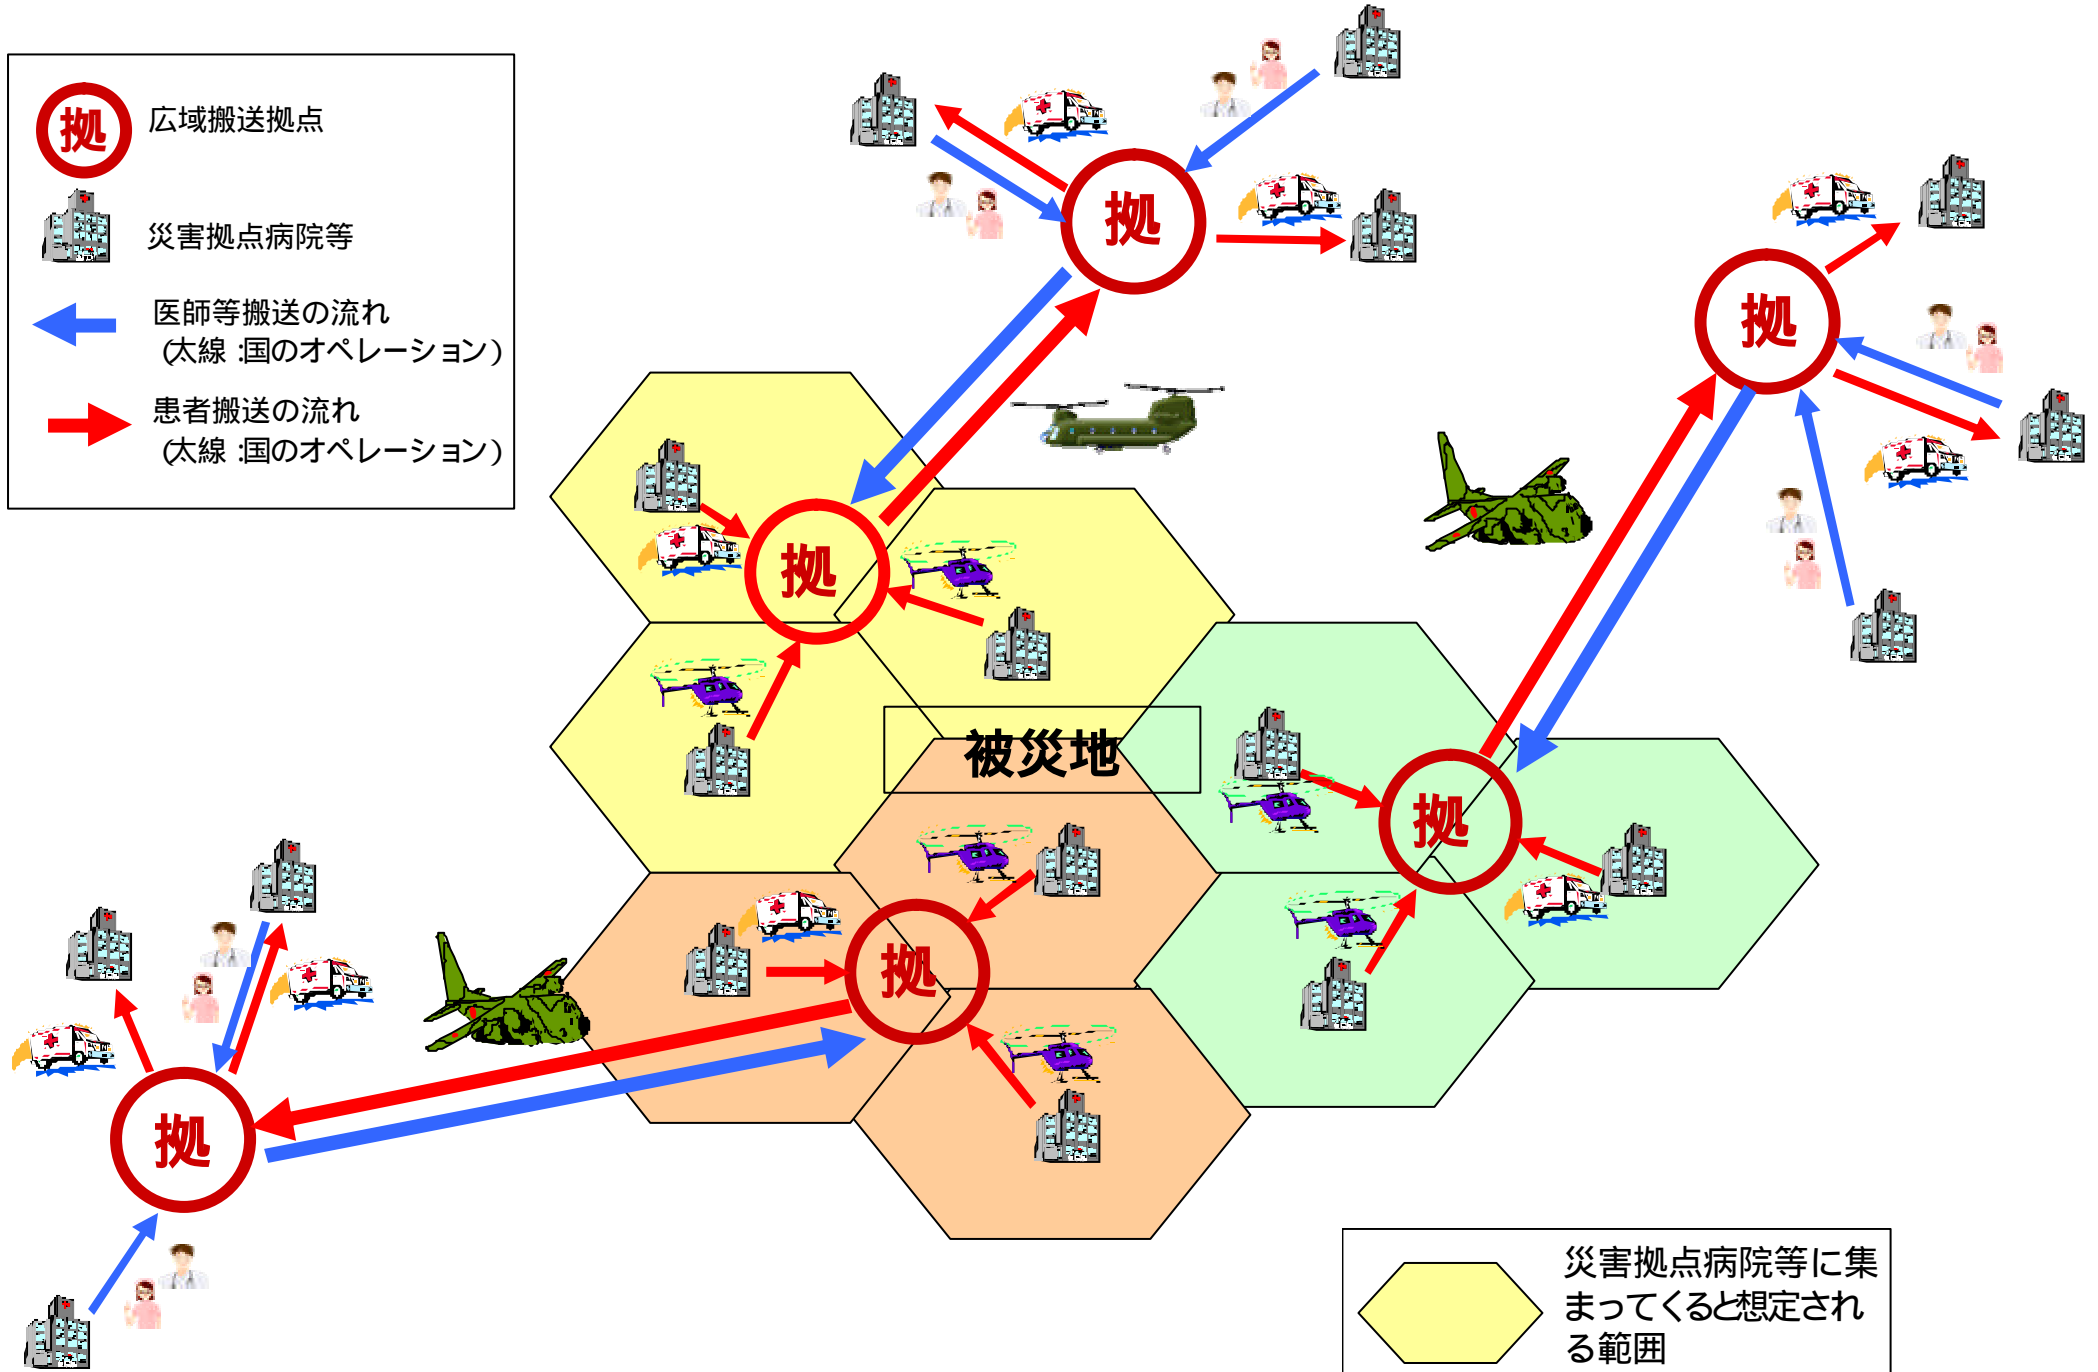 拠 広域搬送拠点
災害拠点病院等
医師等搬送の流れ
(太線:国のオペレーション)
患者搬送の流れ
(太線:国のオペレーション)
拠
拠
拠
被災地
拠
拠
拠
災害拠点病院等に集
まってくると想定され
る範囲